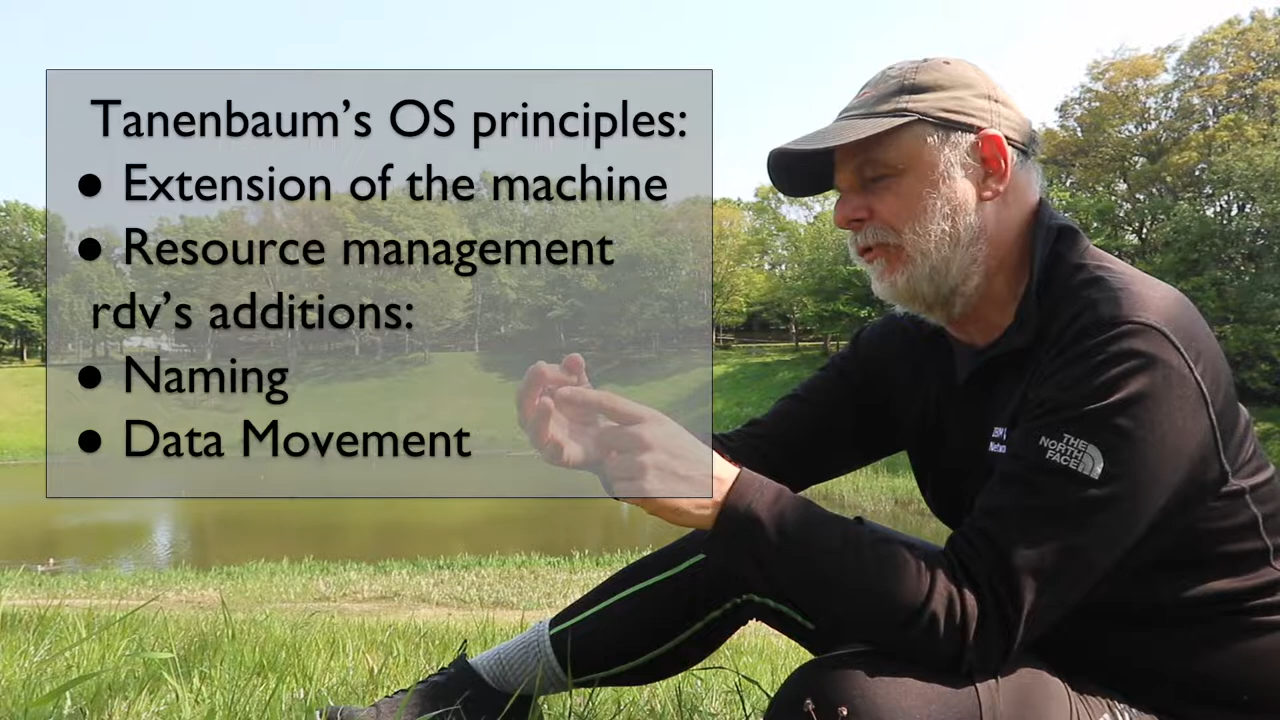 Tanenbaum's OS principles:
● Extension of the machine
● Resource management
rdv's additions:
● Naming
● Data Movement
THE
NORTH
FACE